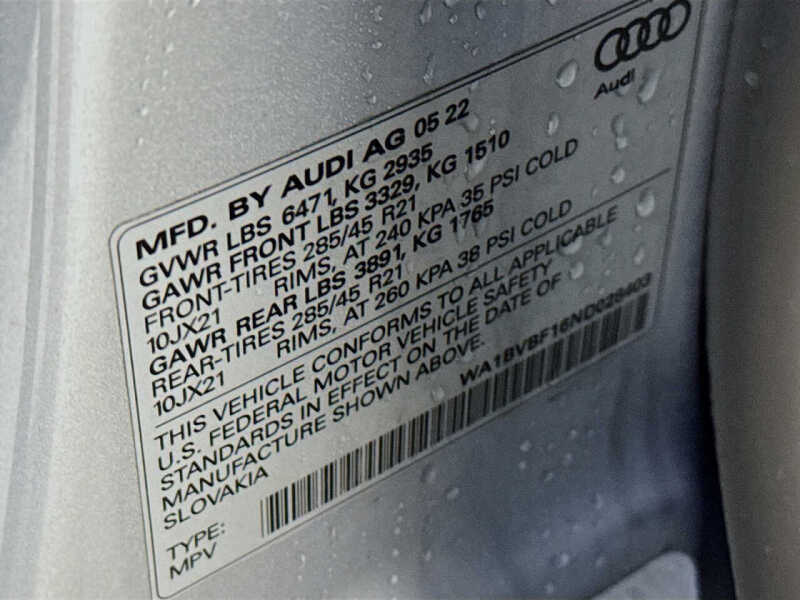 Audi
MFD. BY AUDI AG 05 22
GVWR LBS 6471, KG 2935
GAWR FRONT LBS 3329, KG 1510
FRONT-TIRES 285/45 R21
10JX21 RIMS, AT 240 KPA 35 PSI COLD
GAWR REAR LBS 3891, KG 1765
REAR-TIRES 285/45 R21
10JX21 RIMS, AT 260 KPA 38 PSI COLD
THIS VEHICLE CONFORMS TO ALL APPLICABLE
U.S. FEDERAL MOTOR VEHICLE SAFETY
STANDARDS IN EFFECT ON THE DATE OF
MANUFACTURE SHOWN ABOVE.
SLOVAKIA
WA1BVBF16ND028403
TYPE:
MPV